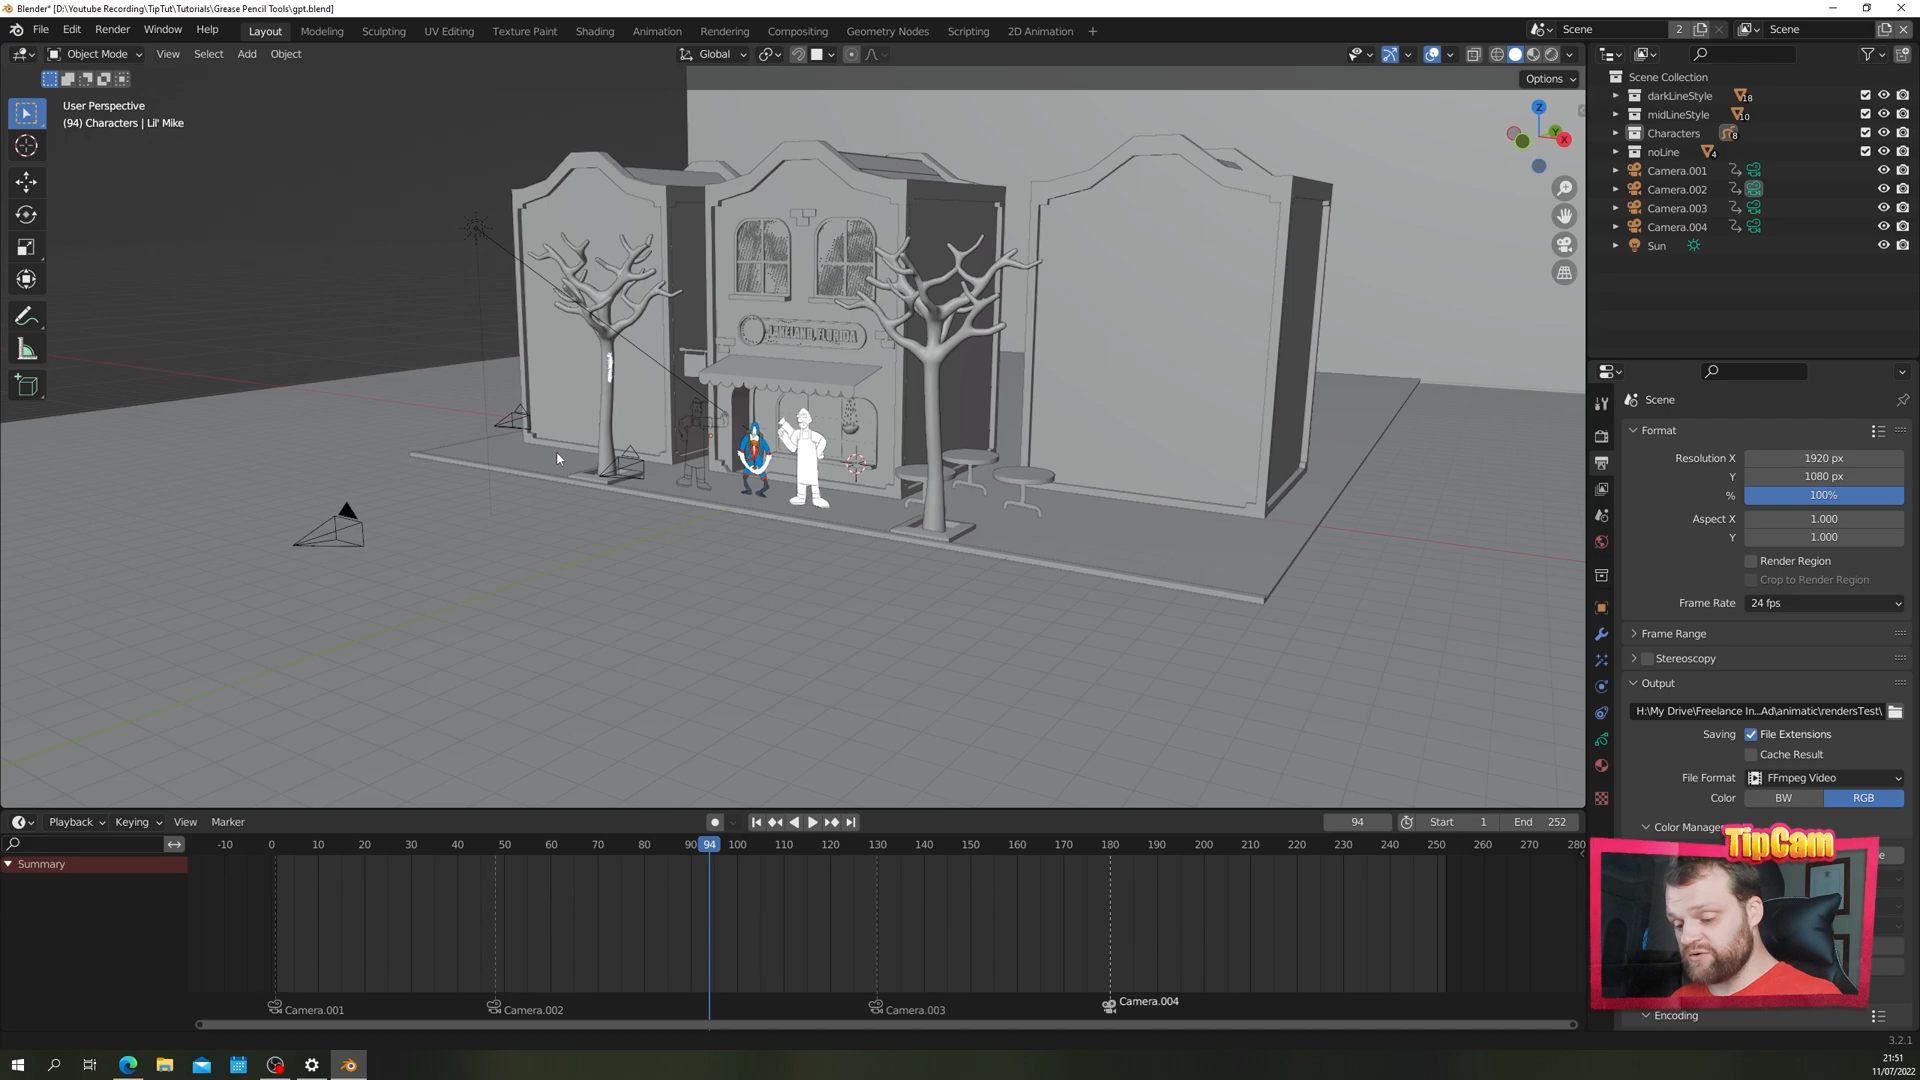 Blender* [D:\Youtube Recording\TipTut\Tutorials\Grease Pencil Tools\gpt.blend]
File Edit Render Window Help Layout Modeling Sculpting UV Editing Texture Paint Shading Animation Rendering Compositing Geometry Nodes Scripting 2D Animation + Scene 2 Scene
Object Mode View Select Add Object Global
Options
User Perspective
(94) Characters | Lil' Mike
Z
Y
X
LAKELAND, FLORIDA
Scene Collection
darkLineStyle 18
midLineStyle 10
Characters 8
noLine 4
Camera.001
Camera.002
Camera.003
Camera.004
Sun
Scene
Format
Resolution X 1920 px
Y 1080 px
% 100%
Aspect X 1.000
Y 1.000
Render Region
Crop to Render Region
Frame Rate 24 fps
Frame Range
Stereoscopy
Output
H:\My Drive\Freelance In...Ad\animatic\rendersTest\
Saving File Extensions
Cache Result
File Format FFmpeg Video
Color BW RGB
Color Manage
TipCam
Encoding
Playback Keying View Marker 94 Start 1 End 252
-10 0 10 20 30 40 50 60 70 80 90 94 100 110 120 130 140 150 160 170 180 190 200 210 220 230 240 250 260 270 280
Summary
Camera.001 Camera.002 Camera.003 Camera.004
3.2.1
21:51
11/07/2022